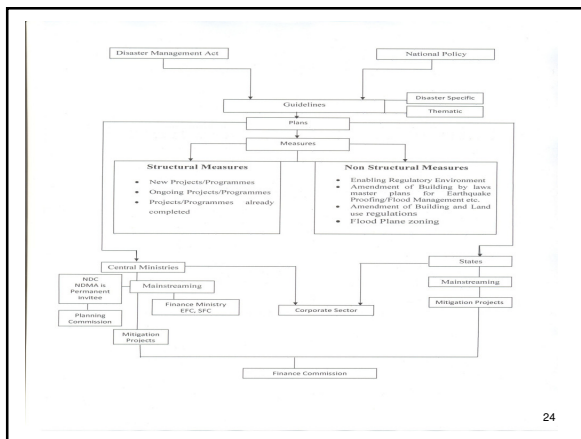 Disaster Management Act
National Policy
Guidelines
Disaster Specific
Thematic
Plans
Measures
Structural Measures
• New Projects/Programmes
• Ongoing Projects/Programmes
• Projects/Programmes already
completed
Non Structural Measures
• Enabling Regulatory Environment
• Amendment of Building by laws
master plans for Earthquake
Proofing/Flood Management etc.
• Amendment of Building and Land
use regulations
• Flood Plane zoning
Central Ministries
States
NDC
NDMA is
Permanent
invitee
Mainstreaming
Mainstreaming
Finance Ministry
EFC, SFC
Corporate Sector
Mitigation Projects
Planning
Commission
Mitigation
Projects
Finance Commission
24